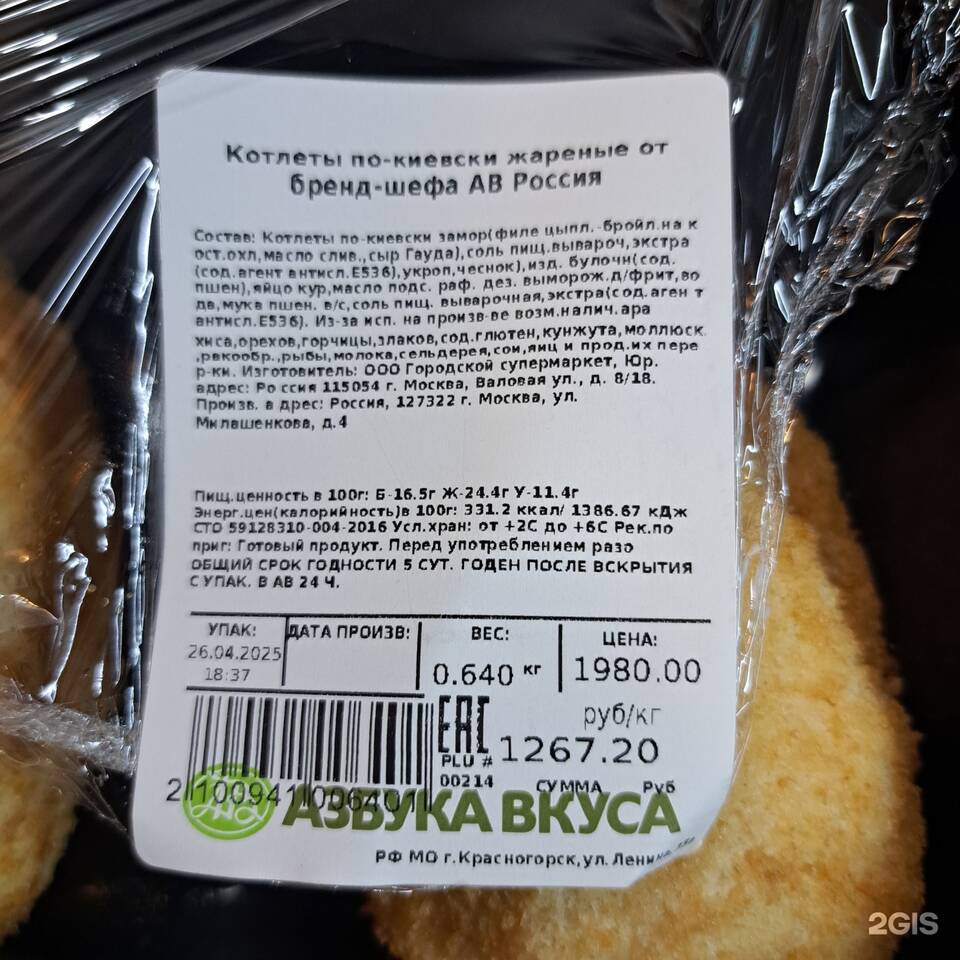 Котлеты по-киевски жареные от
бренд-шефа АВ Россия
Состав: Котлеты по-киевски замор(филе цыпл.-бройл.на к
ост.охл,масло слив.,сыр Гауда),соль пищ.вывароч,экстра
(сод.агент антисл.Е536),укроп,чеснок),изд. булочн(сод.
пшен),яйцо кур,масло подс. раф. дез. выморож.д/фрит,во
да,мука пшен. в/с,соль пищ. выварочная,экстра(сод.аген т
антисл.Е536). Из-за исп. на произв-ве возм.налич. ара
хиса,орехов,горчицы,злаков,сод.глютен,кунжута,моллюск
,ракообр.,рыбы,молока,сельдерея,сои,яиц и прод.их пере
р-ки. Изготовитель: ООО Городской супермаркет, Юр.
адрес: Ро ссия 115054 г. Москва, Валовая ул., д. 8/18.
Произв. а дрес: Россия, 127322 г. Москва, ул.
Милашенкова, д.4
Пищ.ценность в 100г: Б-16.5г Ж-24.4г У-11.4г
Энерг.цен(калорийность)в 100г: 331.2 ккал/ 1386.67 кДж
СТО 59128310-004-2016 Усл.хран: от +2С до +6С Рек.по
приг: Готовый продукт. Перед употреблением разо
ОБЩИЙ СРОК ГОДНОСТИ 5 СУТ. ГОДЕН ПОСЛЕ ВСКРЫТИЯ
С УПАК. В АВ 24 Ч.
УПАК: ДАТА ПРОИЗВ: ВЕС: ЦЕНА:
26.04.2025
18:37
0.640 кг 1980.00
руб/кг
EAC
PLU # 1267.20
00214 СУММА Руб
2 100941 006401
АЗБУКА ВКУСА
РФ МО г.Красногорск,ул. Ленина
2GIS